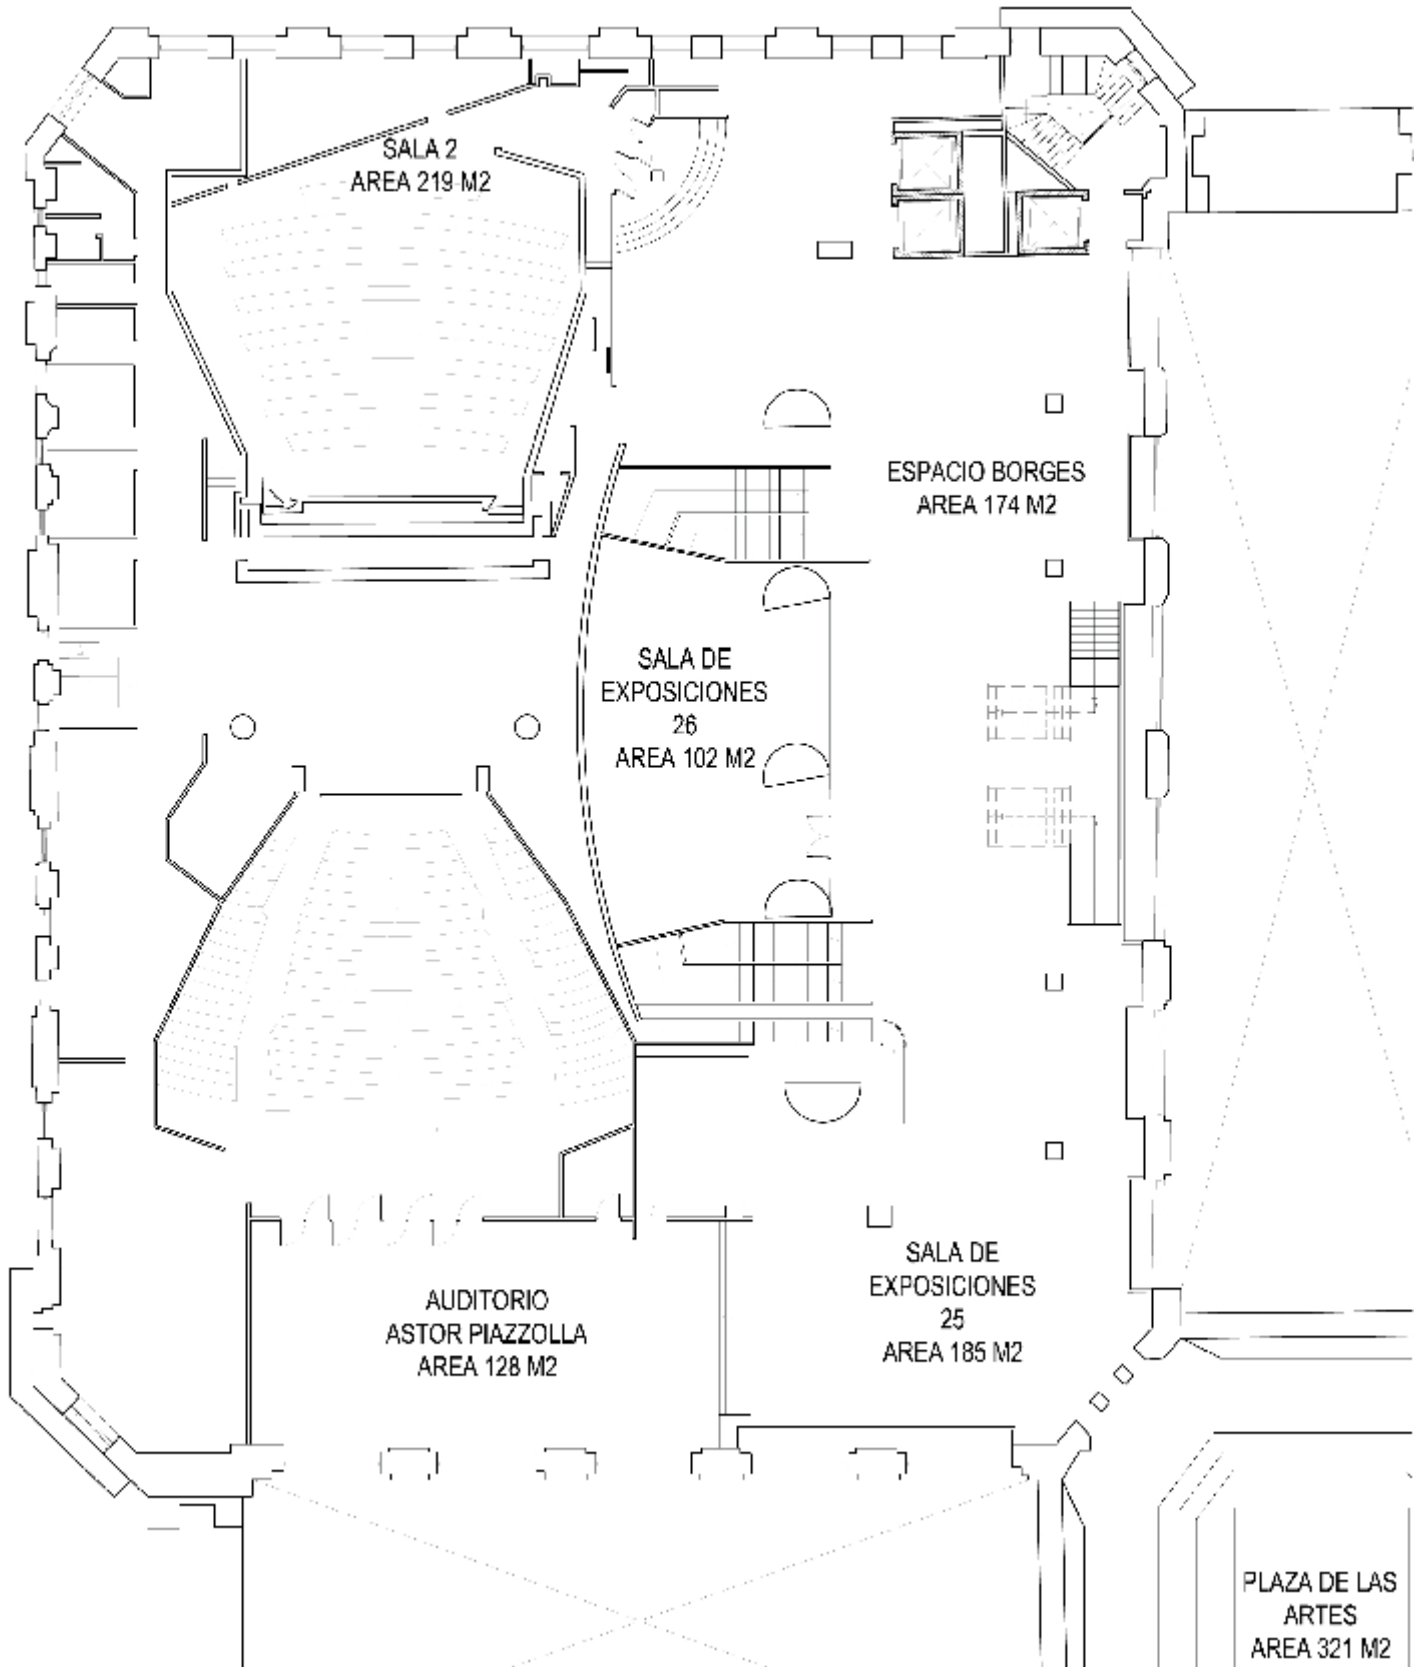 SALA 2
AREA 219 M2
ESPACIO BORGES
AREA 174 M2
SALA DE
EXPOSICIONES
26
AREA 102 M2
SALA DE
EXPOSICIONES
25
AREA 185 M2
AUDITORIO
ASTOR PIAZZOLLA
AREA 128 M2
PLAZA DE LAS
ARTES
AREA 321 M2